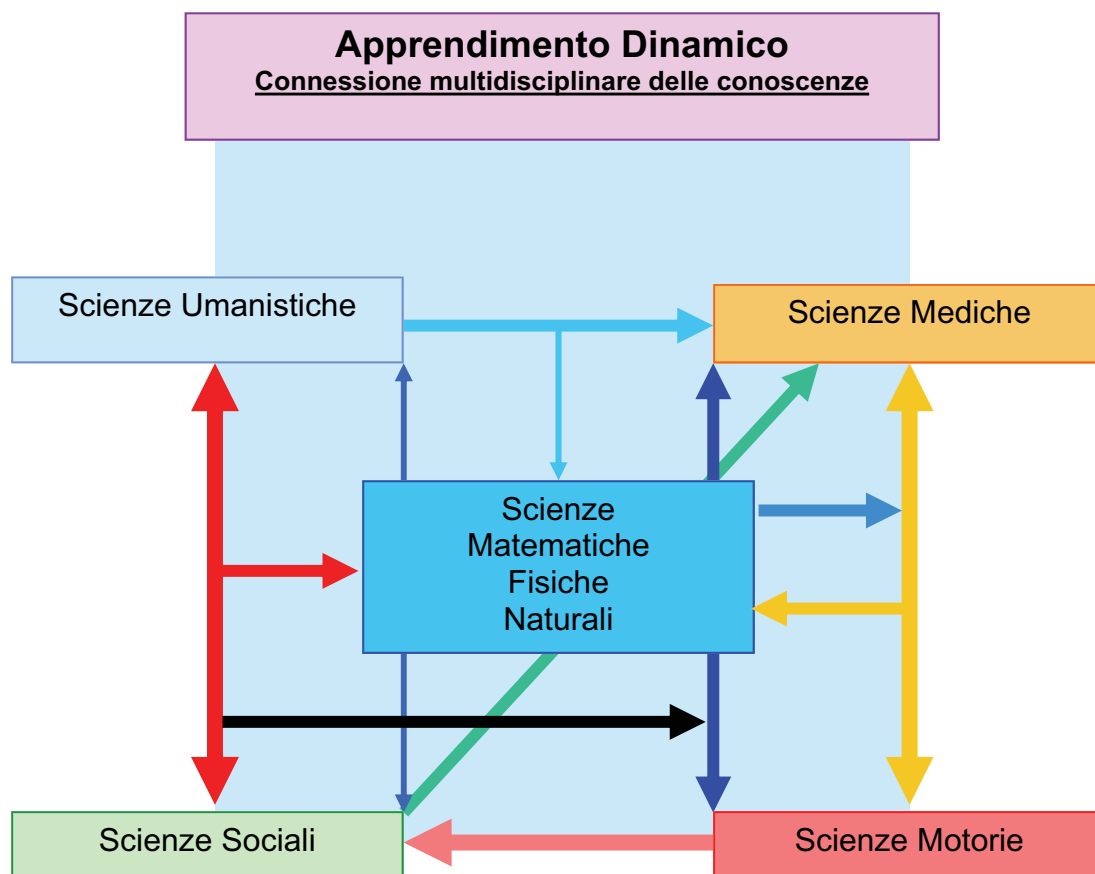 Apprendimento Dinamico
Connessione multidisciplinare delle conoscenze
Scienze Umanistiche
Scienze Mediche
Scienze
Matematiche
Fisiche
Naturali
Scienze Sociali
Scienze Motorie